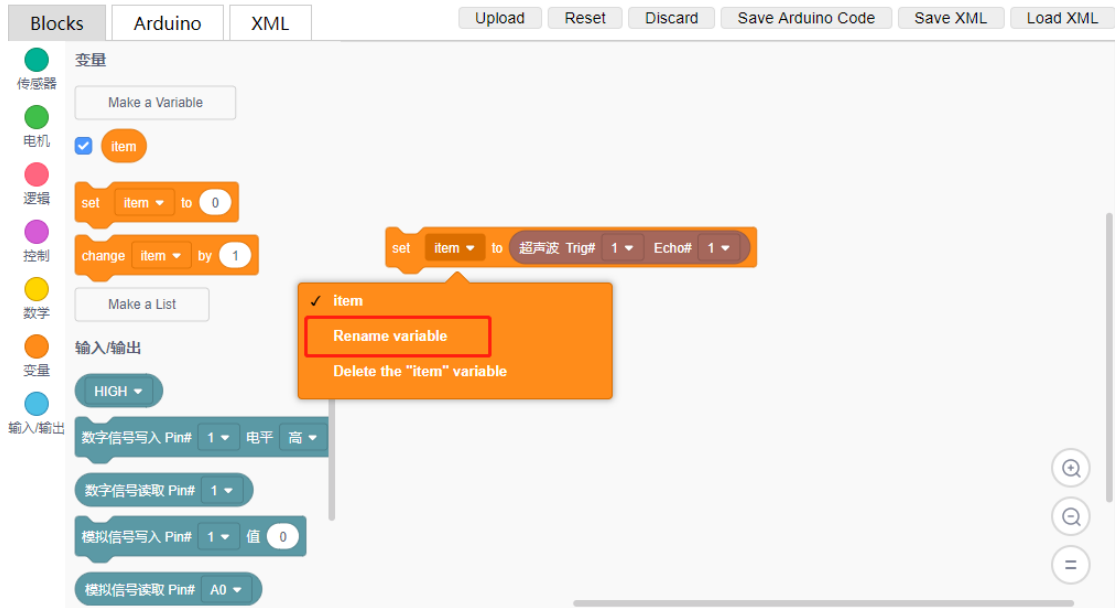 Blocks Arduino XML Upload Reset Discard Save Arduino Code Save XML Load XML
传感器
电机
逻辑
控制
数学
变量
输入/输出
变量
Make a Variable
item
set item to 0
change item by 1
Make a List
输入/输出
HIGH
数字信号写入 Pin# 1 电平 高
数字信号读取 Pin# 1
模拟信号写入 Pin# 1 值 0
模拟信号读取 Pin# A0
set item to 超声波 Trig# 1 Echo# 1
✓ item
Rename variable
Delete the "item" variable